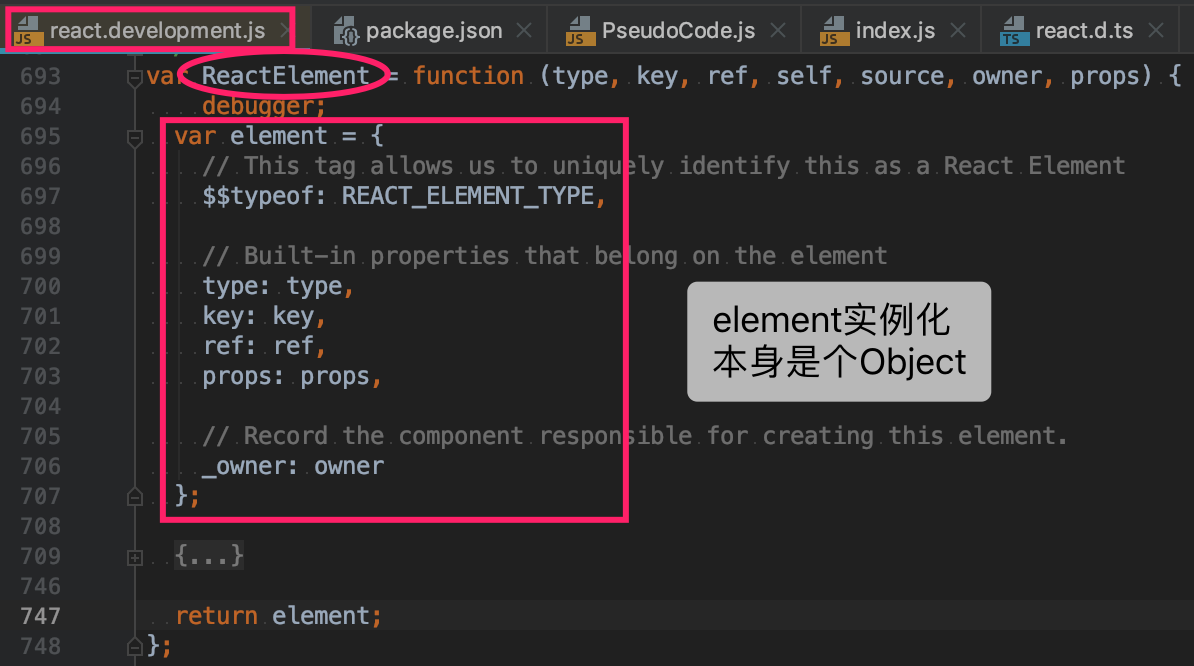 JS react.development.js
{} package.json
JS PseudoCode.js
JS index.js
TS react.d.ts
693 var ReactElement = function (type, key, ref, self, source, owner, props) {
694     debugger;
695   var element = {
696     // This tag allows us to uniquely identify this as a React Element
697     $$typeof: REACT_ELEMENT_TYPE,
698
699     // Built-in properties that belong on the element
700     type: type,
701     key: key,
702     ref: ref,
703     props: props,
704
705     // Record the component responsible for creating this element.
706     _owner: owner
707   };
708
709   {...}
746
747   return element;
748 };
element实例化
本身是个Object